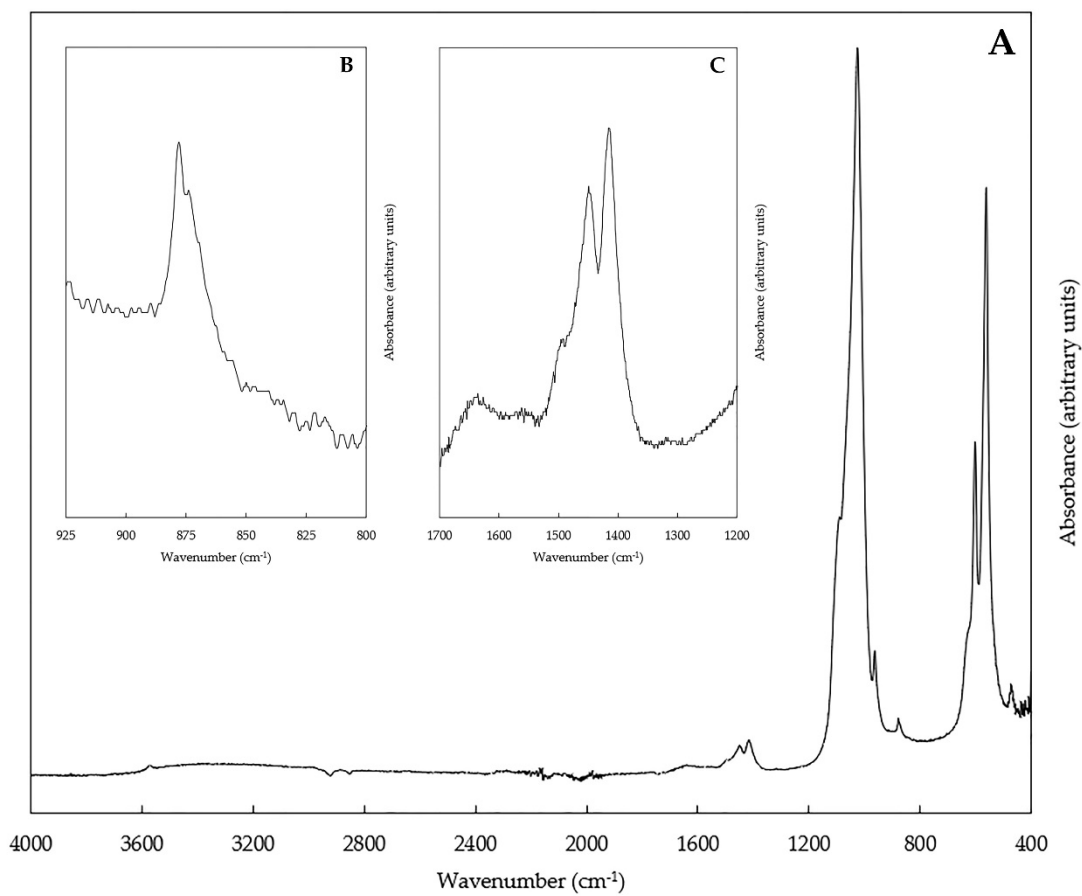 A
B
Absorbance (arbitrary units)
925 900 875 850 825 800
Wavenumber (cm⁻¹)
C
Absorbance (arbitrary units)
1700 1600 1500 1400 1300 1200
Wavenumber (cm⁻¹)
Absorbance (arbitrary units)
4000 3600 3200 2800 2400 2000 1600 1200 800 400
Wavenumber (cm⁻¹)